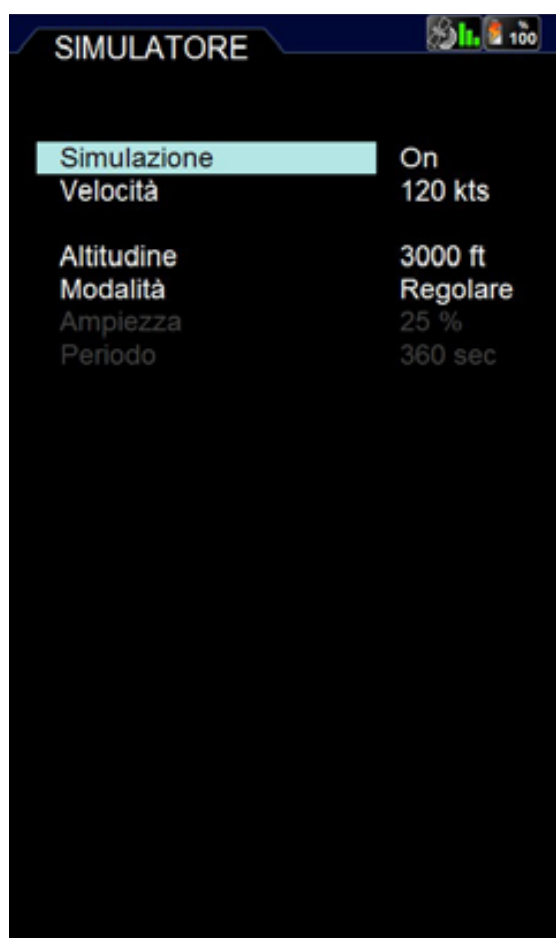 SIMULATORE
% 100
Simulazione On
Velocità 120 kts
Altitudine 3000 ft
Modalità Regolare
Ampiezza 25 %
Periodo 360 sec